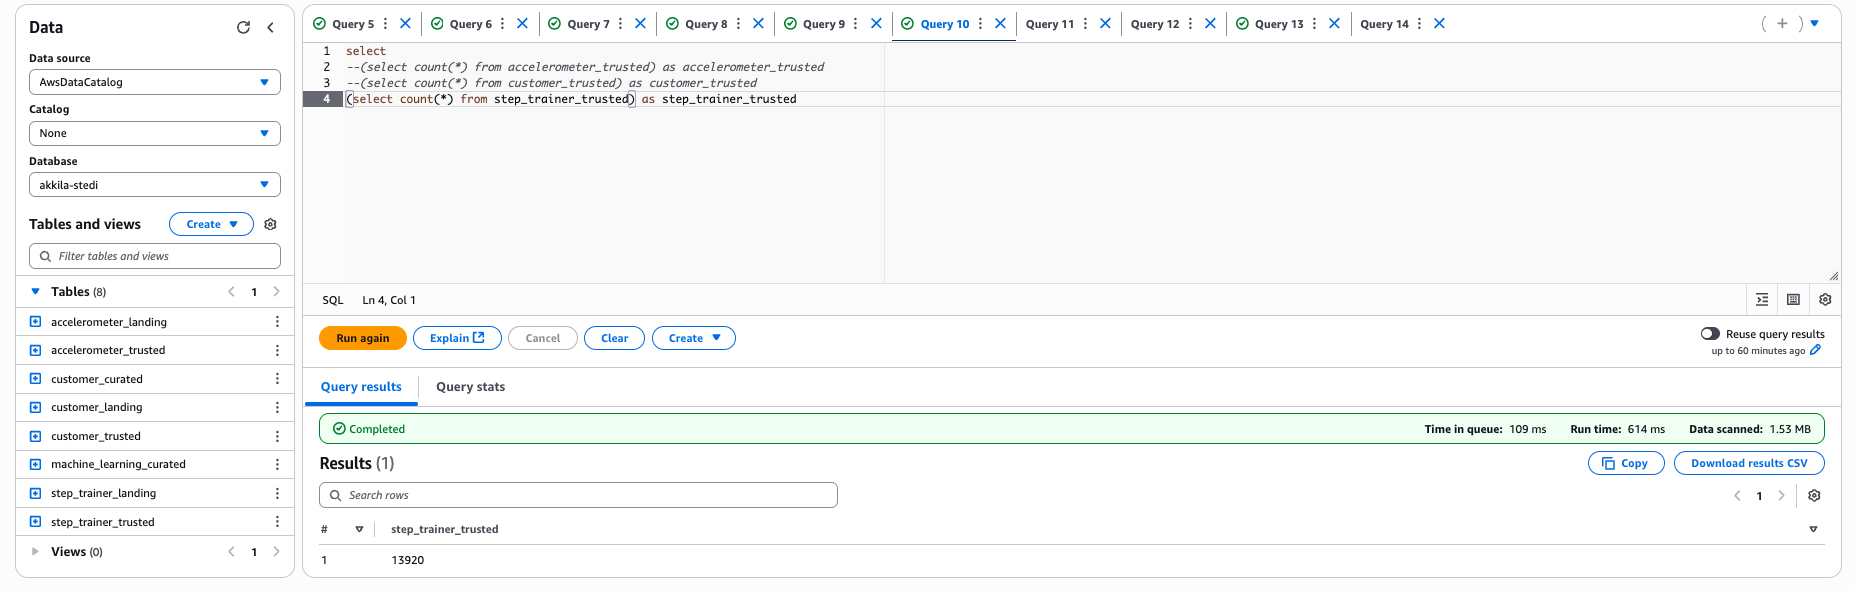 Data
Data source
AwsDataCatalog
Catalog
None
Database
akkila-stedi
Tables and views
Create
Filter tables and views
Tables (8)
1
accelerometer_landing
accelerometer_trusted
customer_curated
customer_landing
customer_trusted
machine_learning_curated
step_trainer_landing
step_trainer_trusted
Views (0)
1
Query 5 Query 6 Query 7 Query 8 Query 9 Query 10 Query 11 Query 12 Query 13 Query 14
1 select
2 --(select count(*) from accelerometer_trusted) as accelerometer_trusted
3 --(select count(*) from customer_trusted) as customer_trusted
4 (select count(*) from step_trainer_trusted) as step_trainer_trusted
SQL Ln 4, Col 1
Run again Explain Cancel Clear Create
Reuse query results
up to 60 minutes ago
Query results Query stats
Completed Time in queue: 109 ms Run time: 614 ms Data scanned: 1.53 MB
Results (1) Copy Download results CSV
Search rows
1
# step_trainer_trusted
1 13920